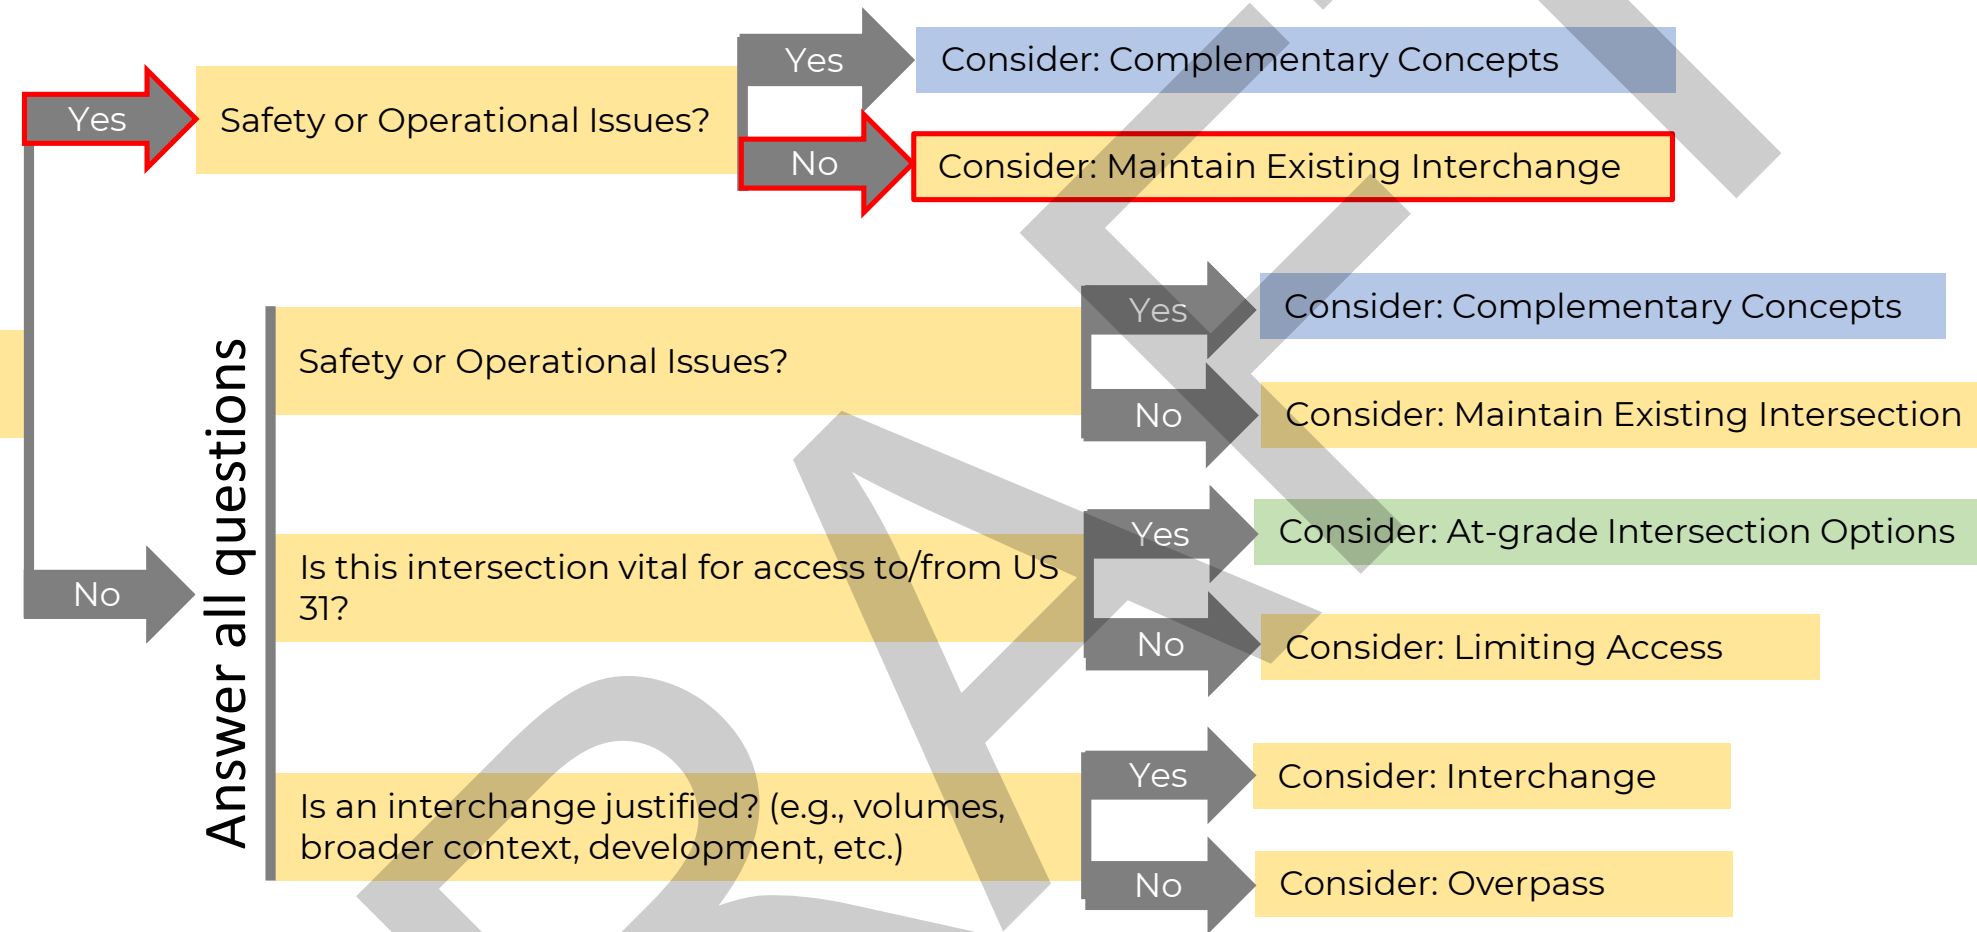 Yes
Safety or Operational Issues?
Yes
Consider: Complementary Concepts
No
Consider: Maintain Existing Interchange
No
Answer all questions
Safety or Operational Issues?
Yes
Consider: Complementary Concepts
No
Consider: Maintain Existing Intersection
Is this intersection vital for access to/from US
31?
Yes
Consider: At-grade Intersection Options
No
Consider: Limiting Access
Is an interchange justified? (e.g., volumes,
broader context, development, etc.)
Yes
Consider: Interchange
No
Consider: Overpass